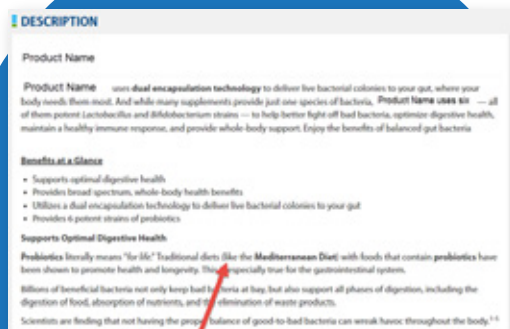 DESCRIPTION
Product Name
Product Name uses dual encapsulation technology to deliver live bacterial colonies to your gut, where your
body needs them most. And while many supplements provide just one species of bacteria, Product Name uses six — all
of them potent Lactobacillus and Bifidobacterium strains — to help better fight off bad bacteria, optimize digestive health,
maintain a healthy immune response, and provide whole-body support. Enjoy the benefits of balanced gut bacteria
Benefits at a Glance
• Supports optimal digestive health
• Provides broad spectrum, whole-body health benefits
• Utilizes a dual encapsulation technology to deliver live bacterial colonies to your gut
• Provides 6 potent strains of probiotics
Supports Optimal Digestive Health
Probiotics literally means "for life." Traditional diets (like the Mediterranean Diet) with foods that contain probiotics have
been shown to promote health and longevity. This especially true for the gastrointestinal system.
Billions of beneficial bacteria not only keep bad bacteria at bay, but also support all phases of digestion, including the
digestion of food, absorption of nutrients, and the elimination of waste products.
Scientists are finding that not having the proper balance of good-to-bad bacteria can wreak havoc throughout the body.